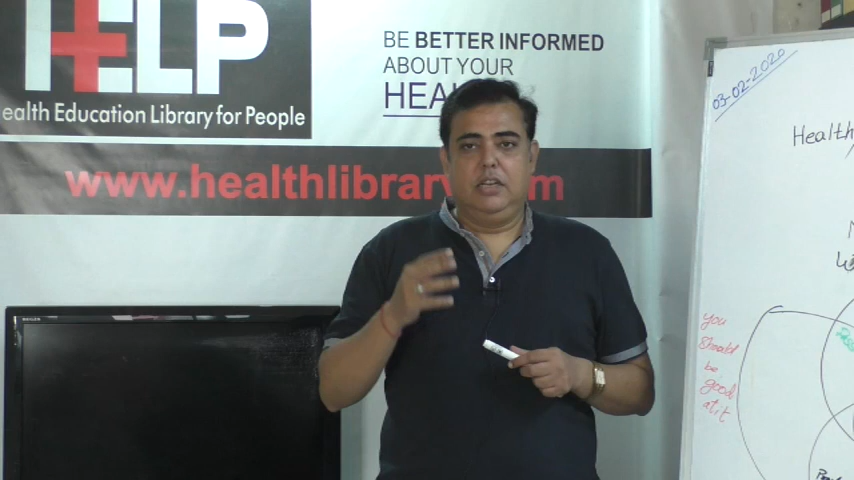 HELP
ealth Education Library for People
BE BETTER INFORMED
ABOUT YOUR
HEA
www.healthlibrary.com
03-02-2020
Health
you
should
be
good
at it